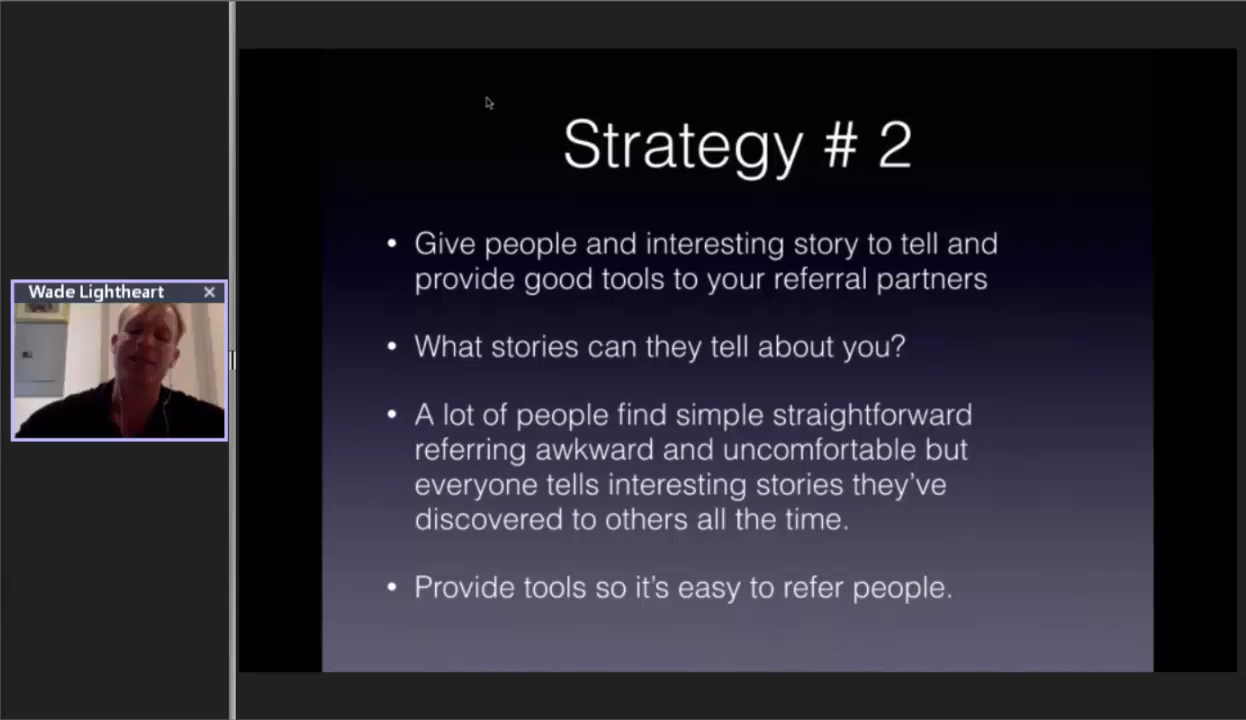 Wade Lightheart
Strategy # 2
• Give people and interesting story to tell and
provide good tools to your referral partners
• What stories can they tell about you?
• A lot of people find simple straightforward
referring awkward and uncomfortable but
everyone tells interesting stories they've
discovered to others all the time.
• Provide tools so it's easy to refer people.